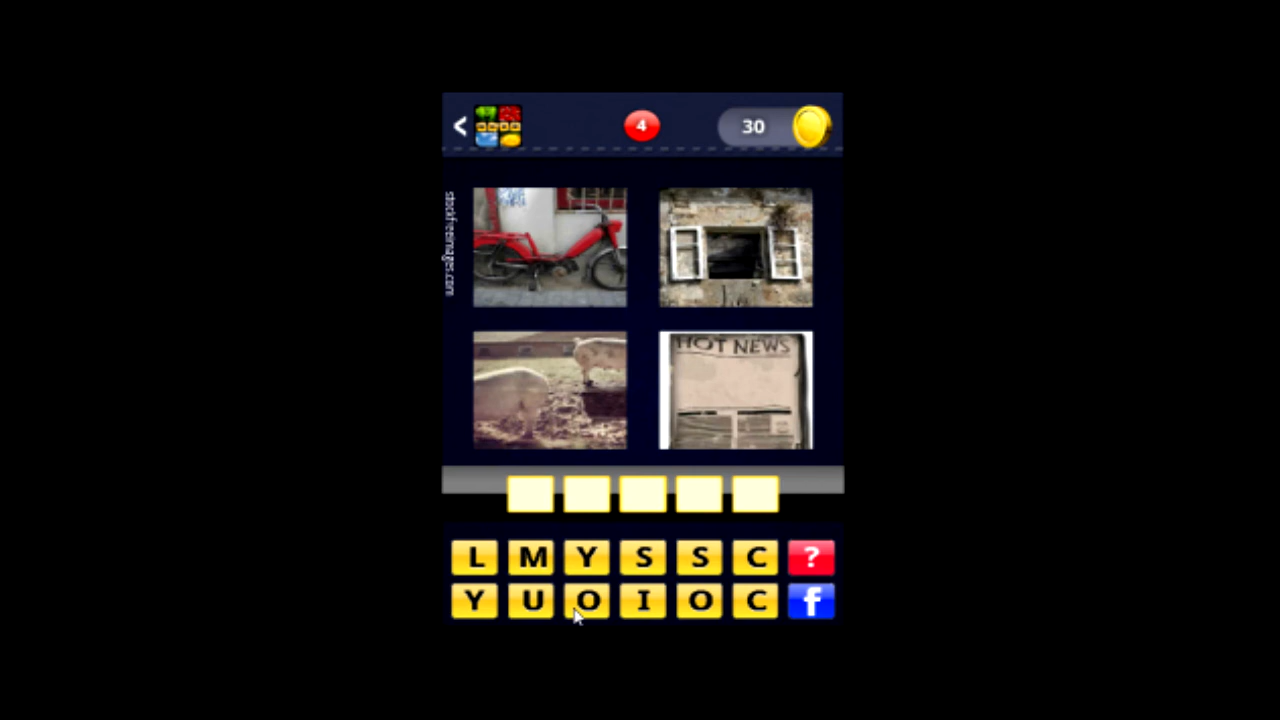 4
30
stockfreeimages.com
HOT NEWS
L M Y S S C ?
Y U O I O C f